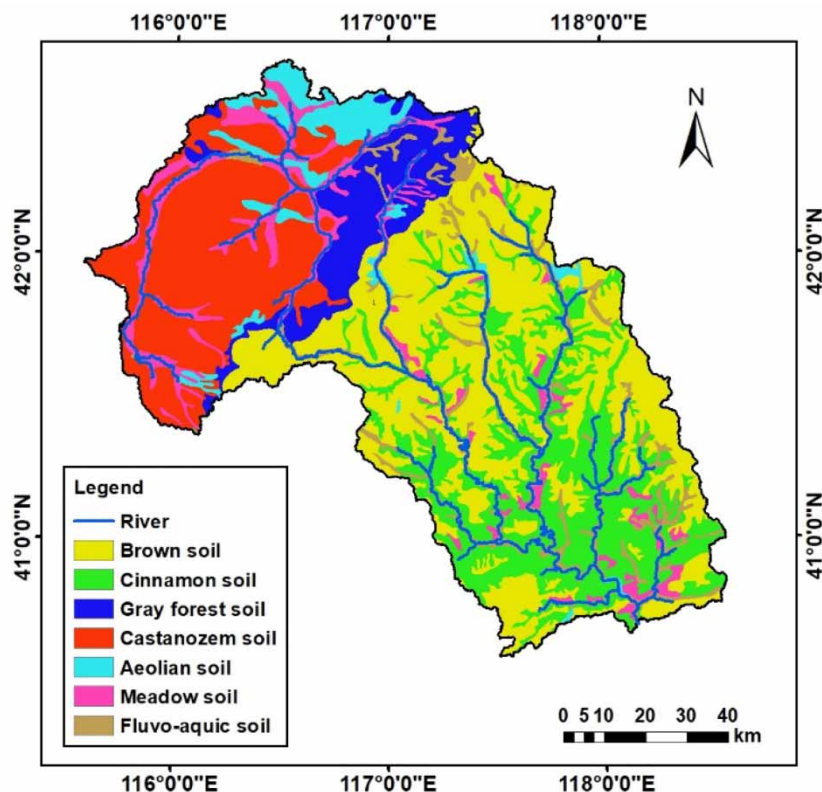 116°0'0"E 117°0'0"E 118°0'0"E
N
42°0'0"N 42°0'0"N
41°0'0"N 41°0'0"N
Legend
River
Brown soil
Cinnamon soil
Gray forest soil
Castanozem soil
Aeolian soil
Meadow soil
Fluvo-aquic soil
0 5 10 20 30 40
km
116°0'0"E 117°0'0"E 118°0'0"E